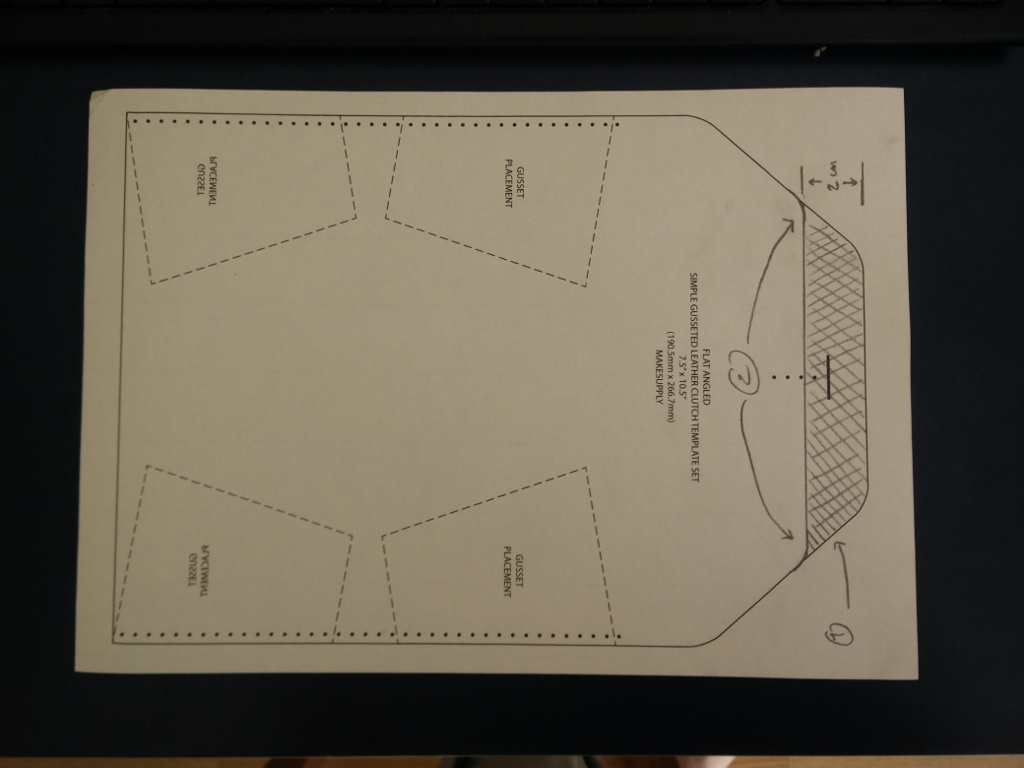 2 cm
1
2
FLAT ANGLED
SIMPLE GUSSETED LEATHER CLUTCH TEMPLATE SET
7.5" x 10.5"
(190.5mm x 266.7mm)
MAKESUPPLY
GUSSET
PLACEMENT
GUSSET
PLACEMENT
GUSSET
PLACEMENT
GUSSET
PLACEMENT